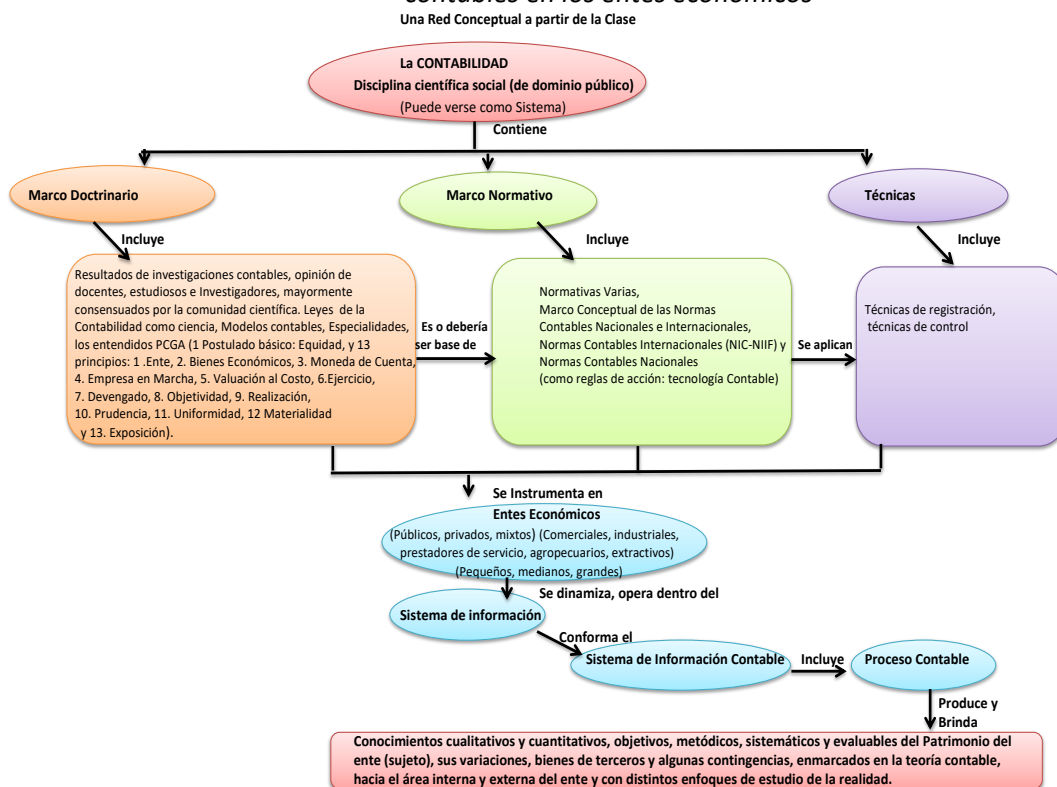 contables en los entes económicos
Una Red Conceptual a partir de la Clase
La CONTABILIDAD
Disciplina científica social (de dominio público)
(Puede verse como Sistema)
Contiene
Marco Doctrinario
Marco Normativo
Técnicas
Incluye
Incluye
Incluye
Resultados de investigaciones contables, opinión de
docentes, estudiosos e Investigadores, mayormente
consensuados por la comunidad científica. Leyes de la
Contabilidad como ciencia, Modelos contables, Especialidades,
los entendidos PCGA (1 Postulado básico: Equidad, y 13
principios: 1 .Ente, 2. Bienes Económicos, 3. Moneda de Cuenta,
4. Empresa en Marcha, 5. Valuación al Costo, 6.Ejercicio,
7. Devengado, 8. Objetividad, 9. Realización,
10. Prudencia, 11. Uniformidad, 12 Materialidad
y 13. Exposición).
Es o debería
ser base de
Normativas Varias,
Marco Conceptual de las Normas
Contables Nacionales e Internacionales,
Normas Contables Internacionales (NIC-NIIF) y
Normas Contables Nacionales
(como reglas de acción: tecnología Contable)
Se aplican
Técnicas de registración,
técnicas de control
Se Instrumenta en
Entes Económicos
(Públicos, privados, mixtos) (Comerciales, industriales,
prestadores de servicio, agropecuarios, extractivos)
(Pequeños, medianos, grandes)
Se dinamiza, opera dentro del
Sistema de información
Conforma el
Sistema de Información Contable
Incluye
Proceso Contable
Produce y
Brinda
Conocimientos cualitativos y cuantitativos, objetivos, metódicos, sistemáticos y evaluables del Patrimonio del
ente (sujeto), sus variaciones, bienes de terceros y algunas contingencias, enmarcados en la teoría contable,
hacia el área interna y externa del ente y con distintos enfoques de estudio de la realidad.